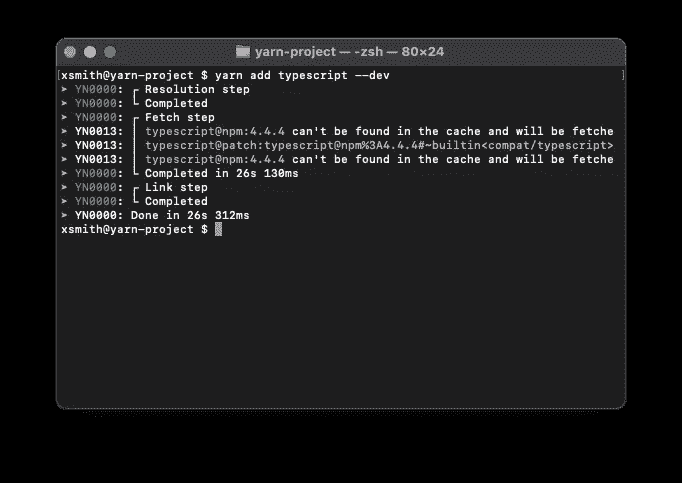 yarn-project — -zsh — 80×24
[xsmith@yarn-project $ yarn add typescript --dev ]
➤ YN0000: ┌ Resolution step
➤ YN0000: └ Completed
➤ YN0000: ┌ Fetch step
➤ YN0013: │ typescript@npm:4.4.4 can't be found in the cache and will be fetche
➤ YN0013: │ typescript@patch:typescript@npm%3A4.4.4#~builtin<compat/typescript>
➤ YN0013: │ typescript@npm:4.4.4 can't be found in the cache and will be fetche
➤ YN0000: └ Completed in 26s 130ms
➤ YN0000: ┌ Link step
➤ YN0000: └ Completed
➤ YN0000: Done in 26s 312ms
xsmith@yarn-project $